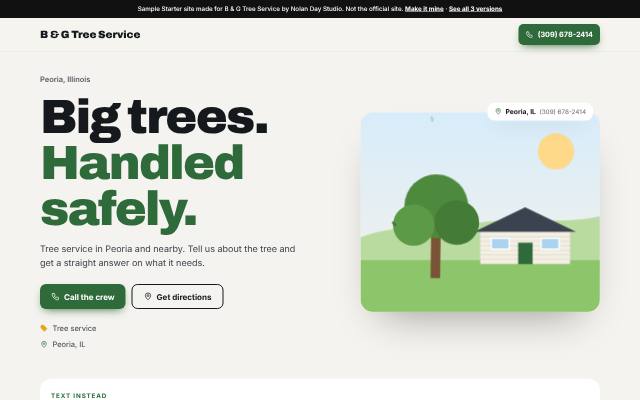 Sample Starter site made for B & G Tree Service by Nolan Day Studio. Not the official site. Make it mine · See all 3 versions
B & G Tree Service
(309) 678-2414
Peoria, Illinois
Big trees.
Handled
safely.
Peoria, IL (309) 678-2414
Tree service in Peoria and nearby. Tell us about the tree and
get a straight answer on what it needs.
Call the crew
Get directions
Tree service
Peoria, IL
TEXT INSTEAD